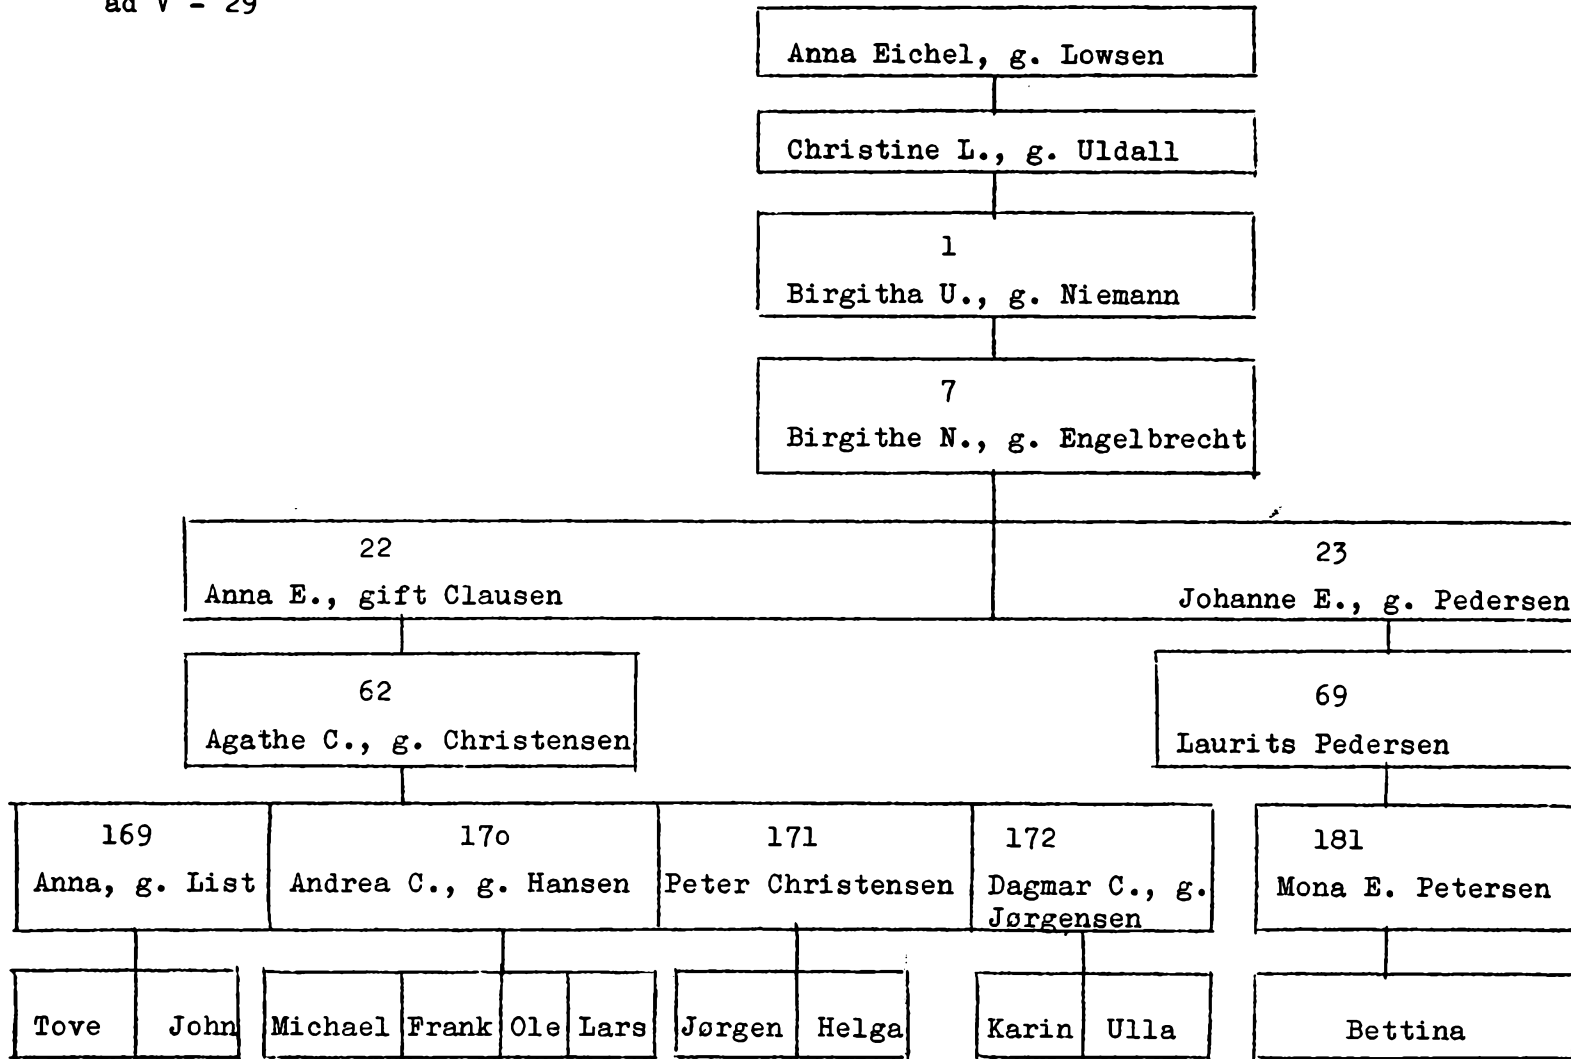 ad V - 29
Anna Eichel, g. Lowsen
Christine L., g. Uldall
1
Birgitha U., g. Niemann
7
Birgithe N., g. Engelbrecht
22
Anna E., gift Clausen
23
Johanne E., g. Pedersen
62
Agathe C., g. Christensen
69
Laurits Pedersen
169
Anna, g. List
17o
Andrea C., g. Hansen
171
Peter Christensen
172
Dagmar C., g.
Jørgensen
181
Mona E. Petersen
Tove
John
Michael
Frank
Ole
Lars
Jørgen
Helga
Karin
Ulla
Bettina